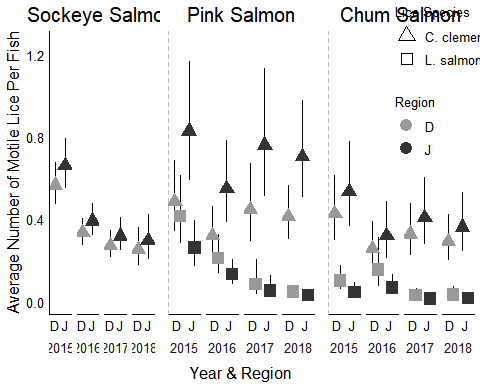 Sockeye Salmo
Pink Salmon
Chum Salmon
Lice Species
C. clemen
L. salmon
Region
D
J
Average Number of Motile Lice Per Fish
1.2
0.8
0.4
0.0
D J D J D J D J
D J D J D J D J
D J D J D J D J
2015 2016 2017 2018
2015 2016 2017 2018
2015 2016 2017 2018
Year & Region